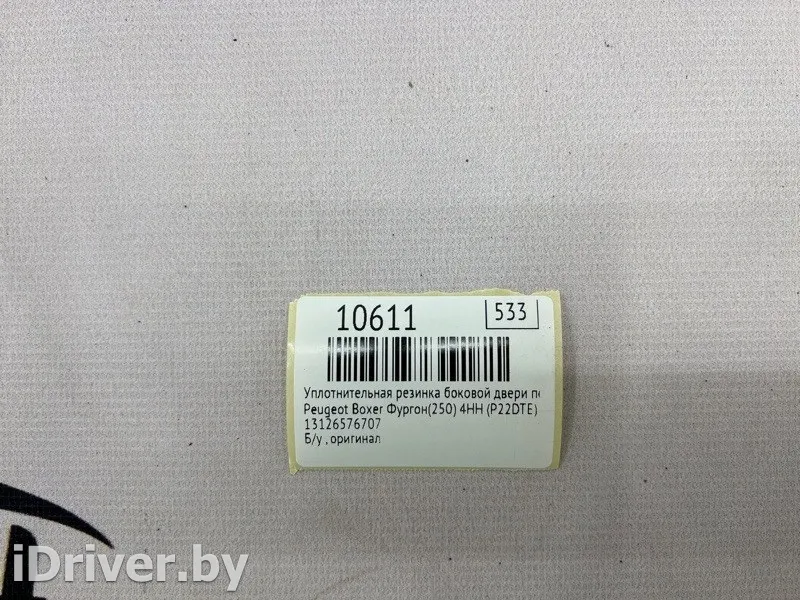 10611
533
Уплотнительная резинка боковой двери
Peugeot Boxer Фургон(250) 4HH (P22DTE)
13126576707
Б/у , оригинал
iDriver.by